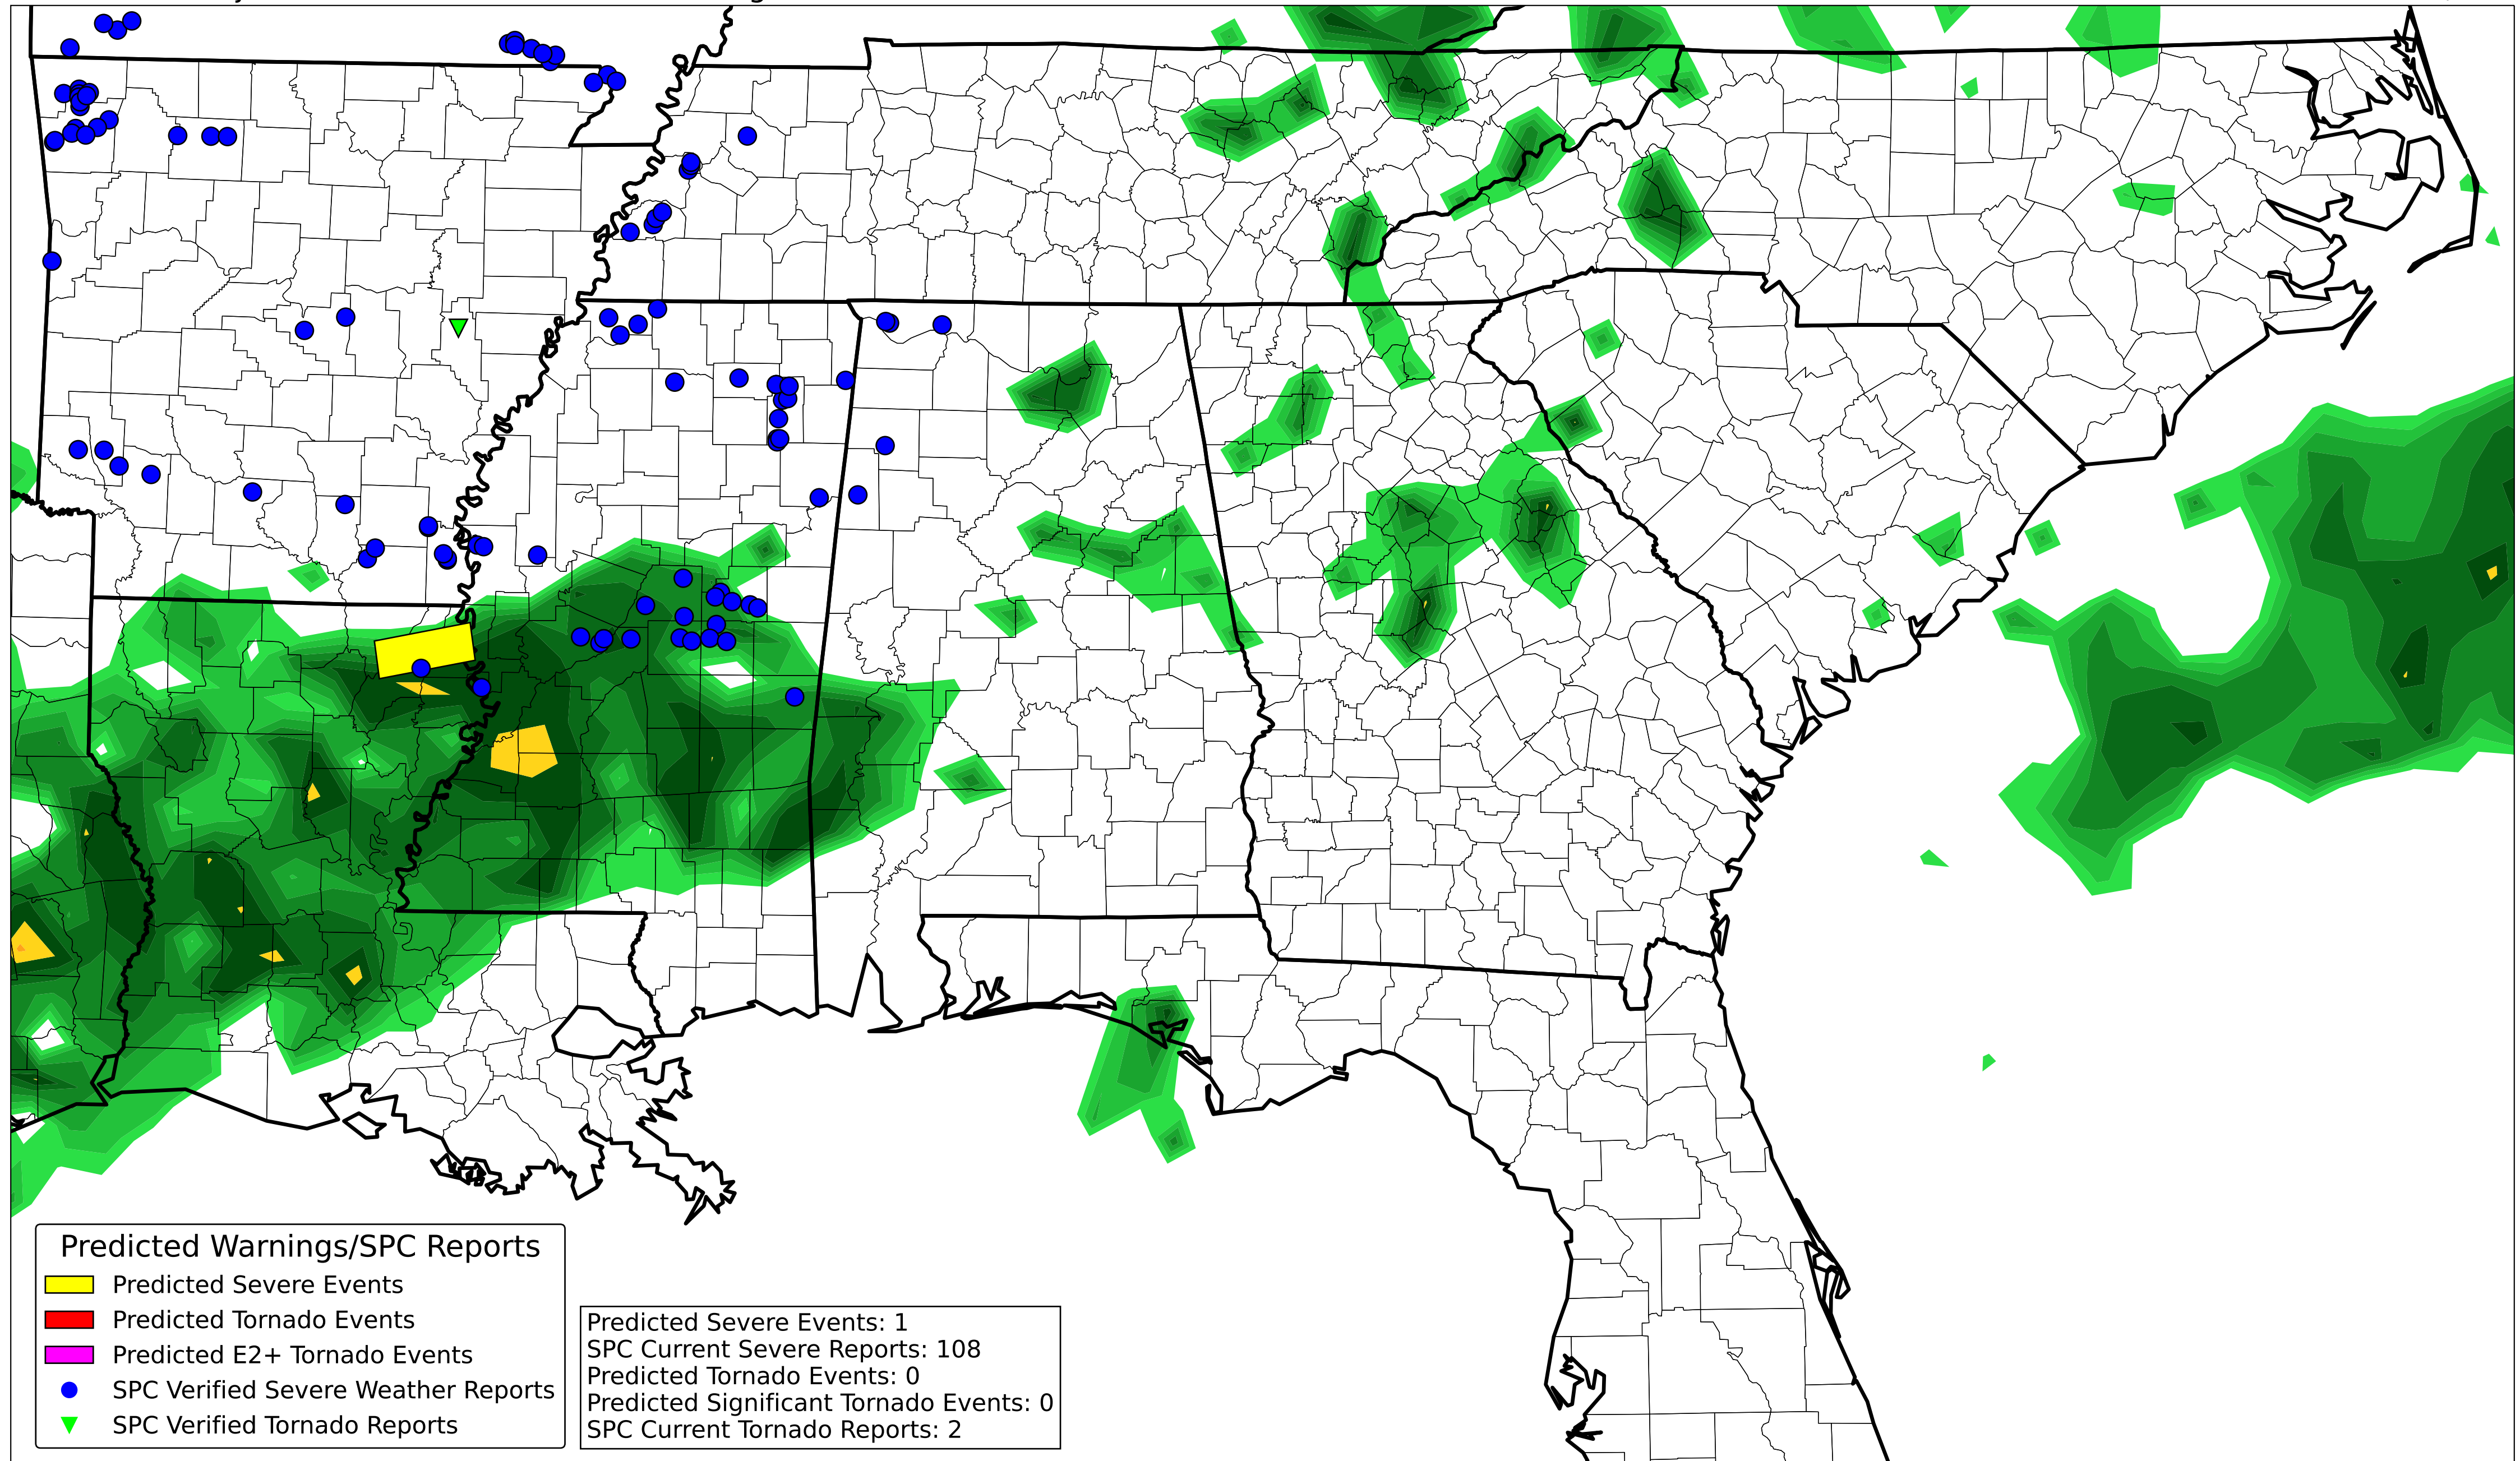 Predicted Warnings/SPC Reports
Predicted Severe Events
Predicted Tornado Events
Predicted E2+ Tornado Events
SPC Verified Severe Weather Reports
SPC Verified Tornado Reports
Predicted Severe Events: 1
SPC Current Severe Reports: 108
Predicted Tornado Events: 0
Predicted Significant Tornado Events: 0
SPC Current Tornado Reports: 2